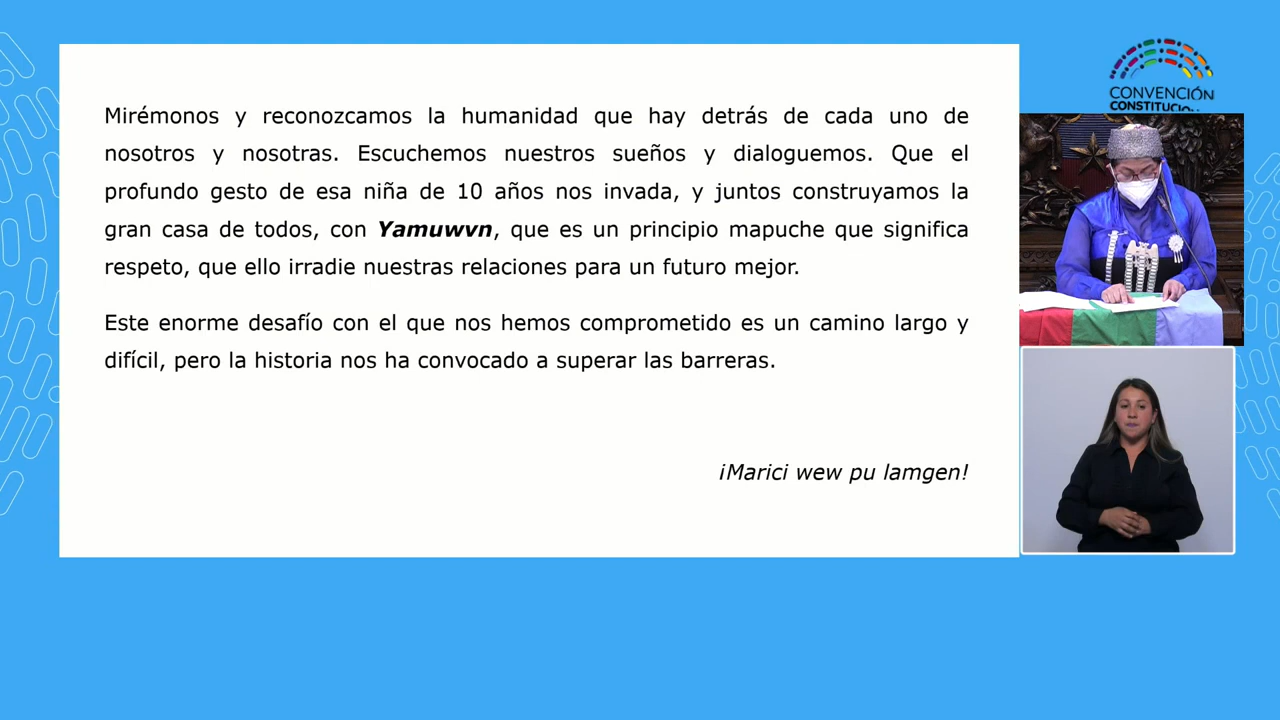 Mirémonos y reconozcamos la humanidad que hay detrás de cada uno de
nosotros y nosotras. Escuchemos nuestros sueños y dialoguemos. Que el
profundo gesto de esa niña de 10 años nos invada, y juntos construyamos la
gran casa de todos, con Yamuwvn, que es un principio mapuche que significa
respeto, que ello irradie nuestras relaciones para un futuro mejor.
Este enorme desafío con el que nos hemos comprometido es un camino largo y
difícil, pero la historia nos ha convocado a superar las barreras.
¡Marici wew pu lamgen!
CONVENCIÓN